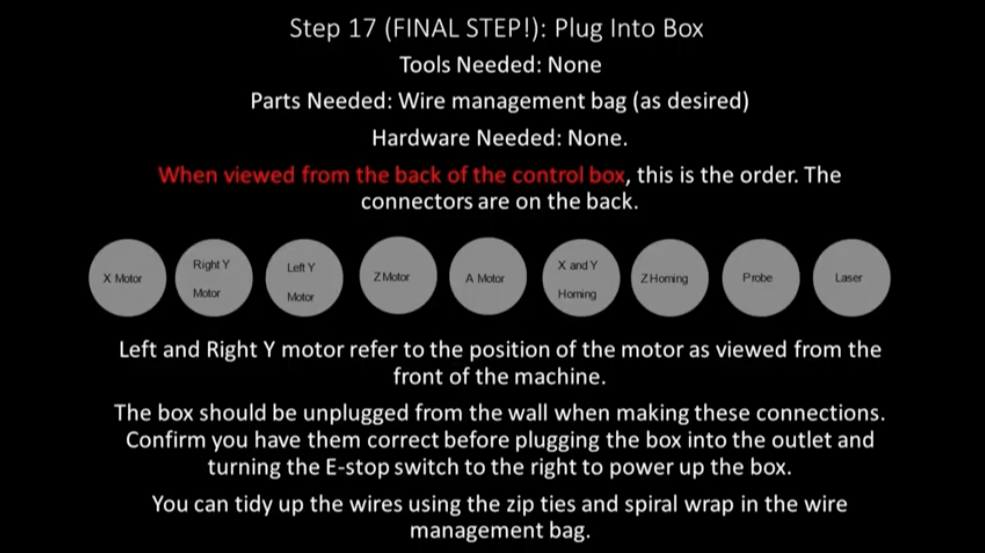 Step 17 (FINAL STEP!): Plug Into Box
Tools Needed: None
Parts Needed: Wire management bag (as desired)
Hardware Needed: None.
When viewed from the back of the control box, this is the order. The
connectors are on the back.
X Motor
Right Y
Motor
Left Y
Motor
Z Motor
A Motor
X and Y
Homing
Z Homing
Probe
Laser
Left and Right Y motor refer to the position of the motor as viewed from the
front of the machine.
The box should be unplugged from the wall when making these connections.
Confirm you have them correct before plugging the box into the outlet and
turning the E-stop switch to the right to power up the box.
You can tidy up the wires using the zip ties and spiral wrap in the wire
management bag.